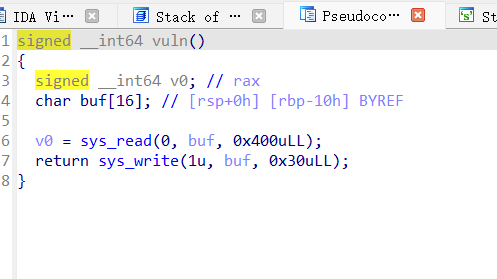 IDA Vi··· Stack of ··· Pseudoco··· St
1 signed __int64 vuln()
2 {
3 signed __int64 v0; // rax
4 char buf[16]; // [rsp+0h] [rbp-10h] BYREF
5
6 v0 = sys_read(0, buf, 0x400uLL);
7 return sys_write(1u, buf, 0x30uLL);
8 }